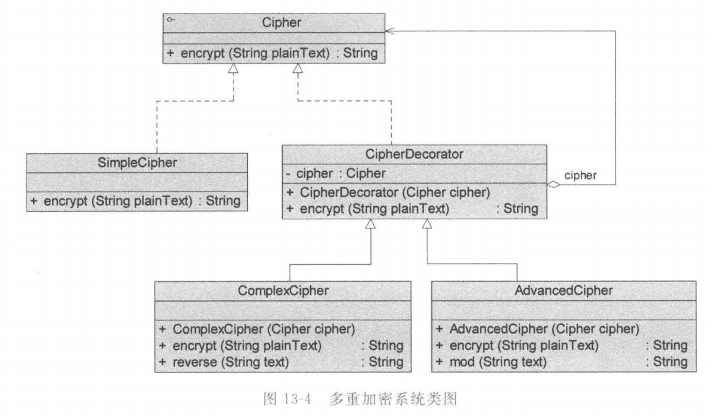 Cipher
+ encrypt (String plainText) : String
SimpleCipher
+ encrypt (String plainText) : String
CipherDecorator
- cipher : Cipher
+ CipherDecorator (Cipher cipher)
+ encrypt (String plainText) : String
cipher
ComplexCipher
+ ComplexCipher (Cipher cipher)
+ encrypt (String plainText) : String
+ reverse (String text) : String
AdvancedCipher
+ AdvancedCipher (Cipher cipher)
+ encrypt (String plainText) : String
+ mod (String text) : String
图 13-4 多重加密系统类图